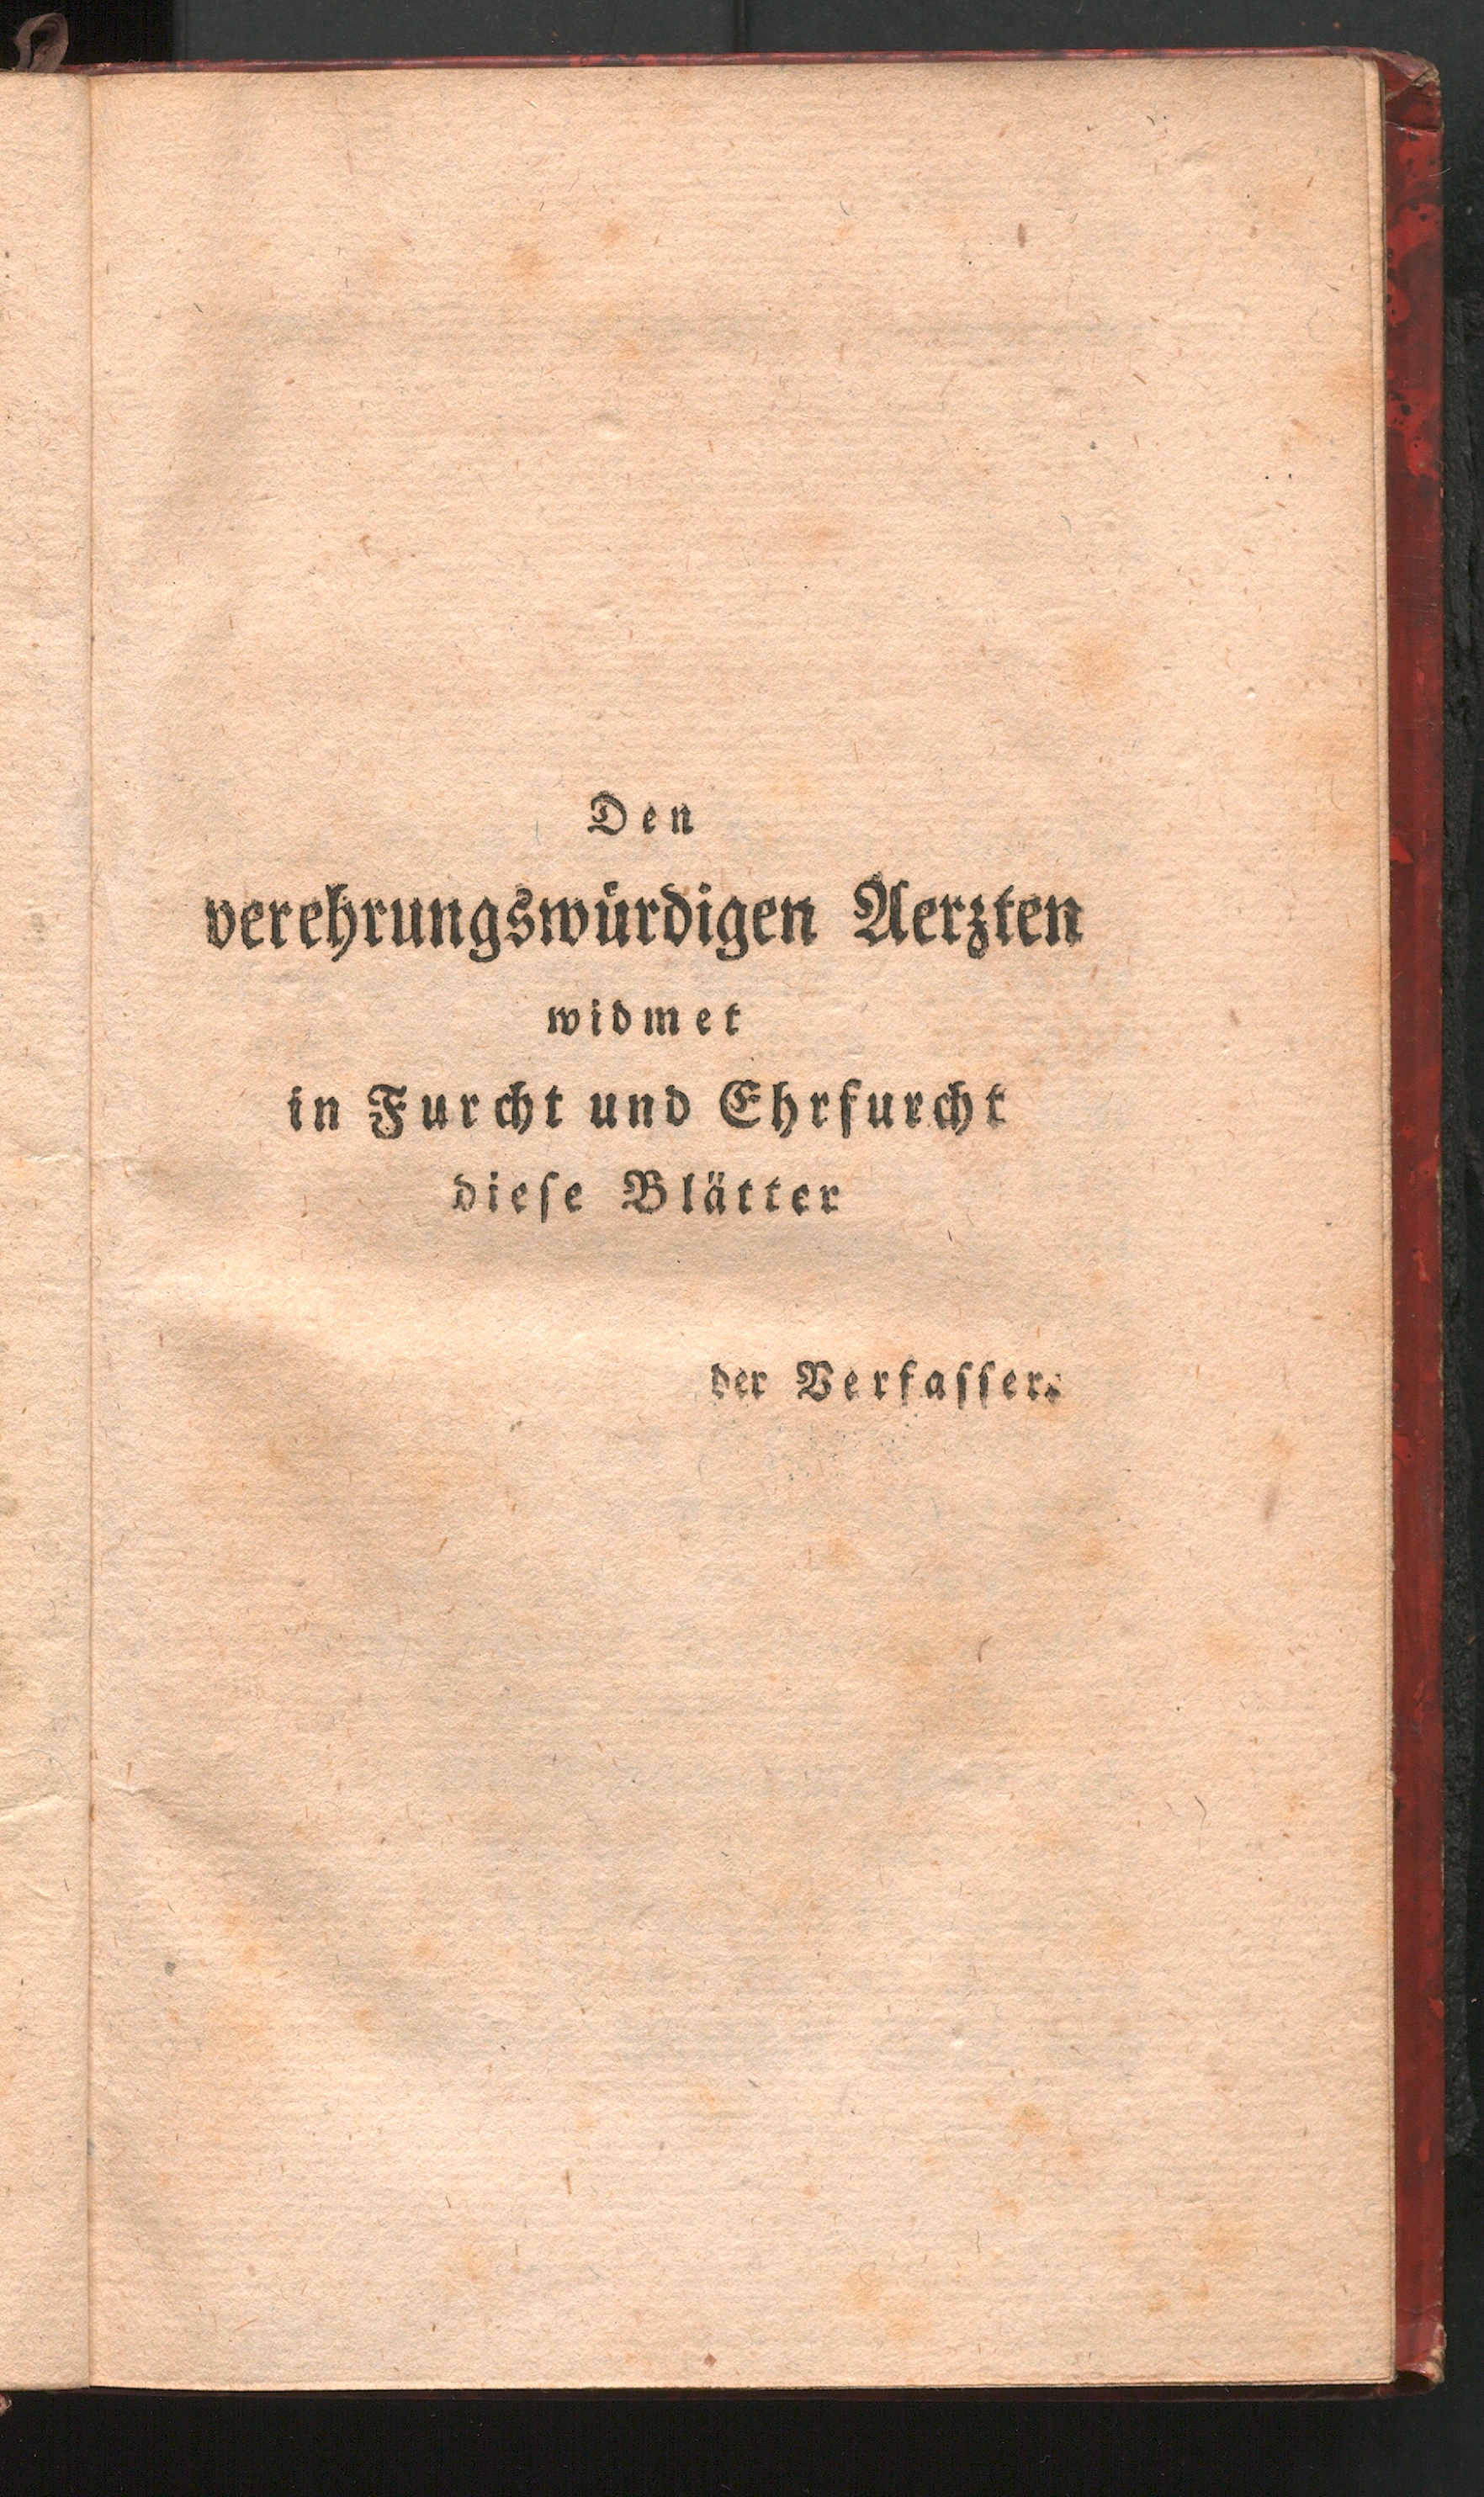 Den
verehrungswürdigen Aerzten
widmet
in Furcht und Ehrfurcht
dieſe Blätter
der Verfaſſer.